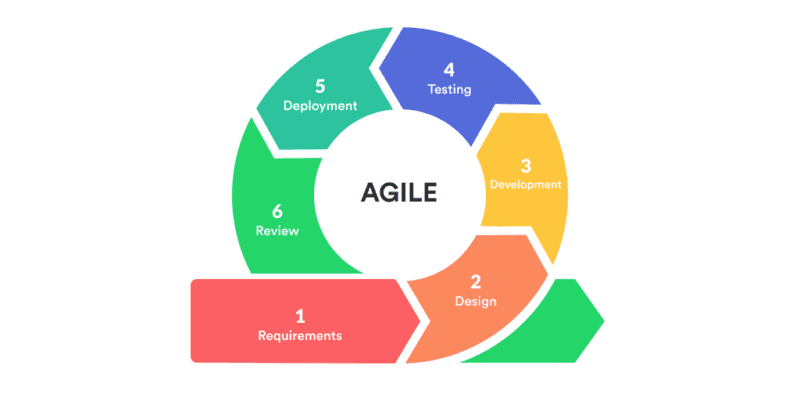 AGILE
1
Requirements
2
Design
3
Development
4
Testing
5
Deployment
6
Review